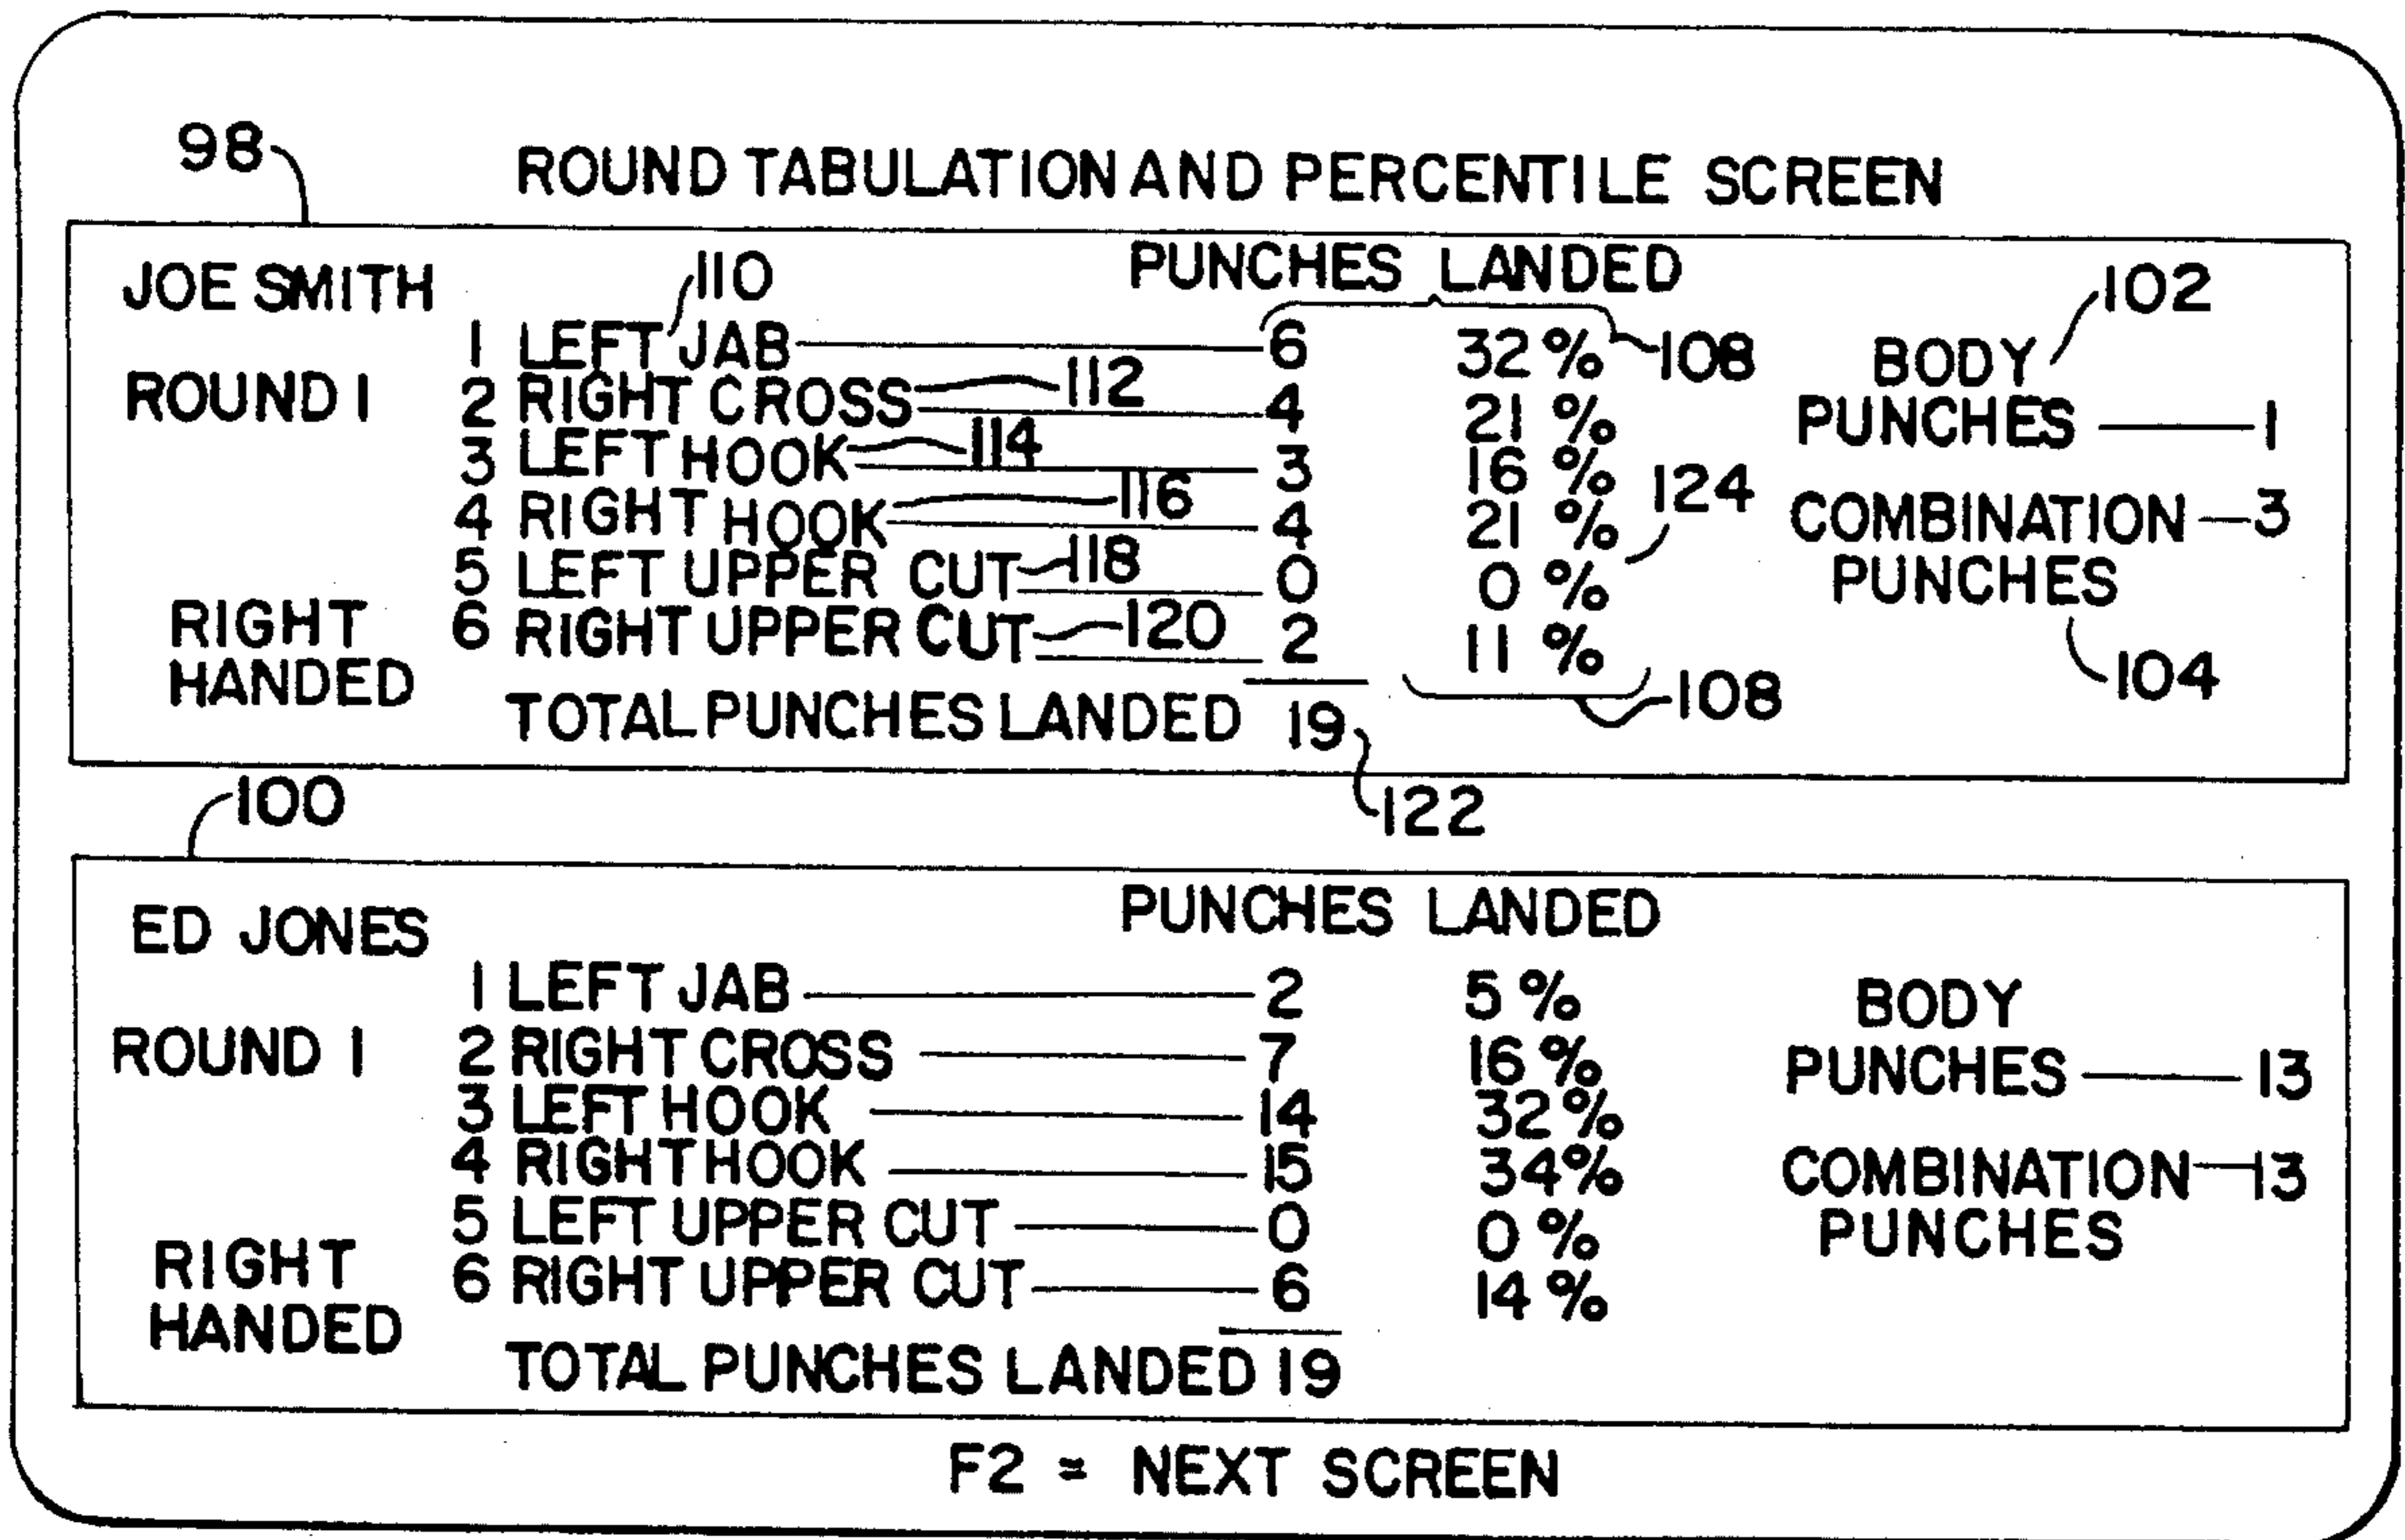 98
ROUND TABULATION AND PERCENTILE SCREEN
JOE SMITH 110 PUNCHES LANDED 102
1 LEFT JAB 6 32% 108 BODY
ROUND 1 2 RIGHT CROSS 112 4 21% PUNCHES 1
3 LEFT HOOK 114 3 16% 124
4 RIGHT HOOK 116 4 21% COMBINATION 3
5 LEFT UPPER CUT 118 0 0% PUNCHES
RIGHT 6 RIGHT UPPER CUT 120 2 11%
HANDED 108 104
TOTAL PUNCHES LANDED 19
100 122
ED JONES PUNCHES LANDED
1 LEFT JAB 2 5% BODY
ROUND 1 2 RIGHT CROSS 7 16% PUNCHES 13
3 LEFT HOOK 14 32%
4 RIGHT HOOK 15 34% COMBINATION 13
5 LEFT UPPER CUT 0 0% PUNCHES
RIGHT 6 RIGHT UPPER CUT 6 14%
HANDED
TOTAL PUNCHES LANDED 19
F2 = NEXT SCREEN